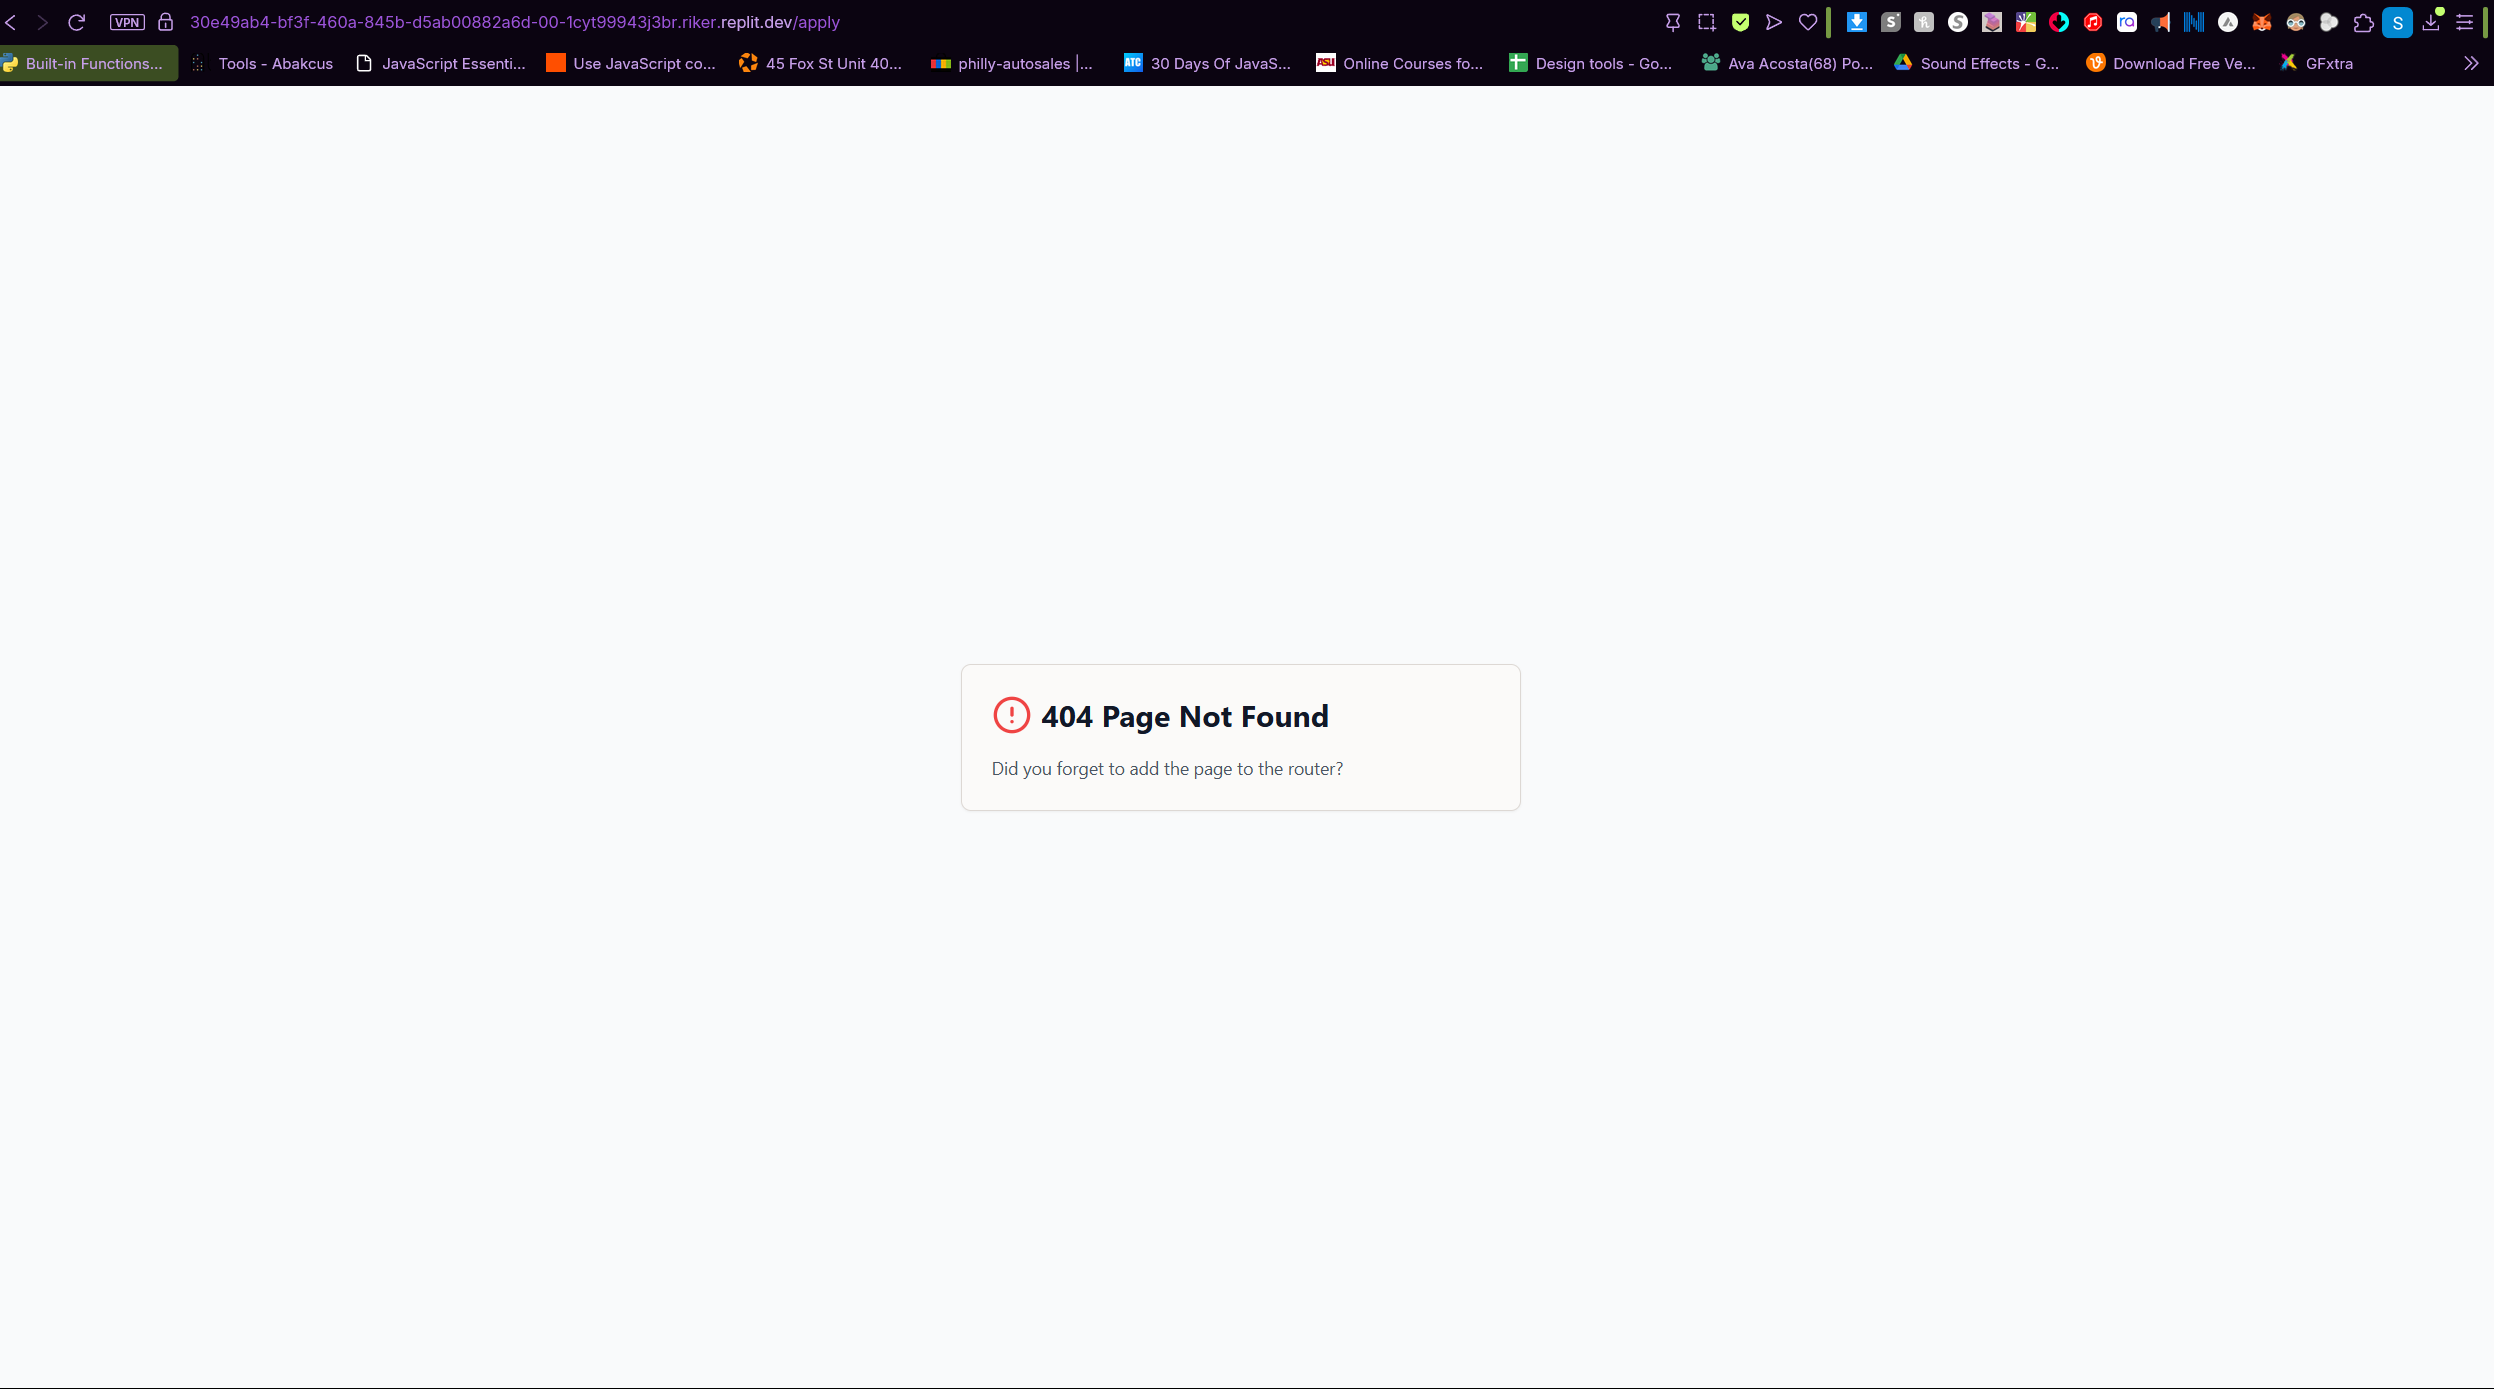 VPN 30e49ab4-bf3f-460a-845b-d5ab00882a6d-00-1cyt99943j3br.riker.replit.dev/apply S S ra S
Built-in Functions... Tools - Abakcus JavaScript Essenti... Use JavaScript co... 45 Fox St Unit 40... philly-autosales |... ATC 30 Days Of JavaS... ASU Online Courses fo... Design tools - Go... Ava Acosta(68) Po... Sound Effects - G... Download Free Ve... GFxtra
404 Page Not Found
Did you forget to add the page to the router?